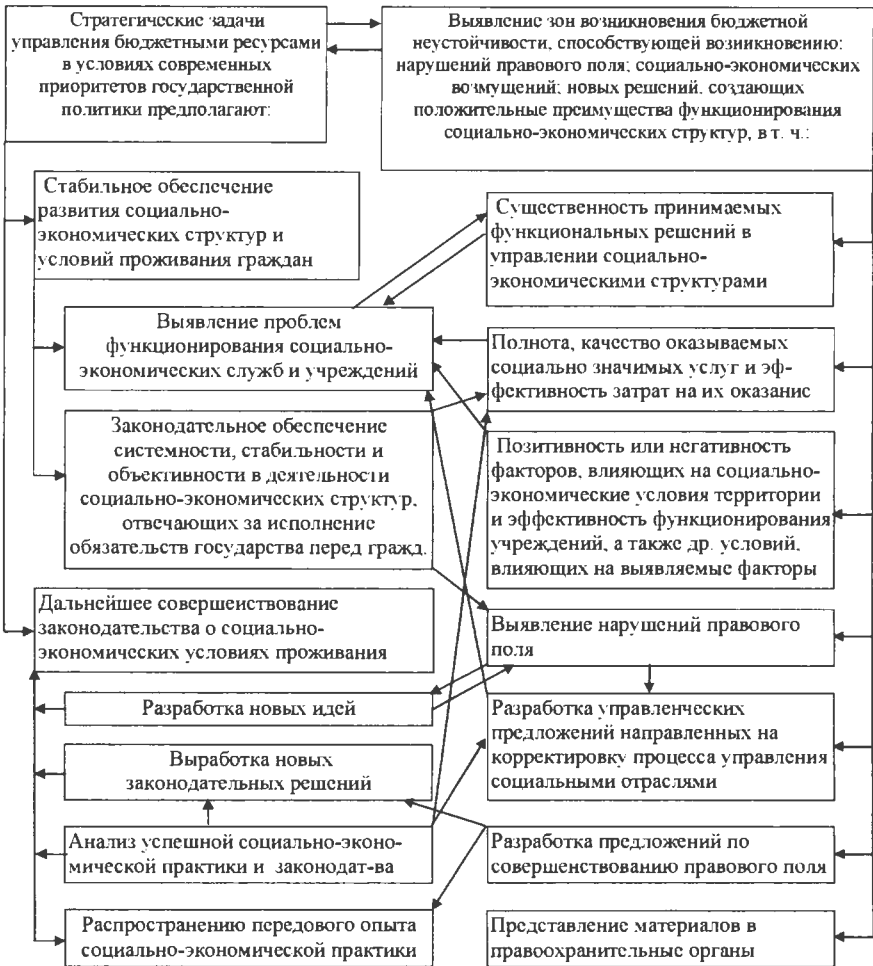 Стратегические задачи
управления бюджетными ресурсами
в условиях современных
приоритетов государственной
политики предполагают:
Выявление зон возникновения бюджетной
неустойчивости, способствующей возникновению:
нарушений правового поля; социально-экономических
возмущений; новых решений, создающих
положительные преимущества функционирования
социально-экономических структур, в т. ч.:
Стабильное обеспечение
развития социально-
экономических структур и
условий проживания граждан
Существенность принимаемых
функциональных решений в
управлении социально-
экономическими структурами
Выявление проблем
функционирования социально-
экономических служб и учреждений
Полнота, качество оказываемых
социально значимых услуг и эф-
фективность затрат на их оказание
Законодательное обеспечение
системности, стабильности и
объективности в деятельности
социально-экономических структур,
отвечающих за исполнение
обязательств государства перед гражд.
Позитивность или негативность
факторов, влияющих на социально-
экономические условия территории
и эффективность функционирования
учреждений, а также др. условий,
влияющих на выявляемые факторы
Дальнейшее совершенствование
законодательства о социально-
экономических условиях проживания
Выявление нарушений правового
поля
Разработка новых идей
Разработка управленческих
предложений направленных на
корректировку процесса управления
социальными отраслями
Выработка новых
законодательных решений
Анализ успешной социально-эконо-
мической практики и законодат-ва
Разработка предложений по
совершенствованию правового поля
Распространению передового опыта
социально-экономической практики
Представление материалов в
правоохранительные органы